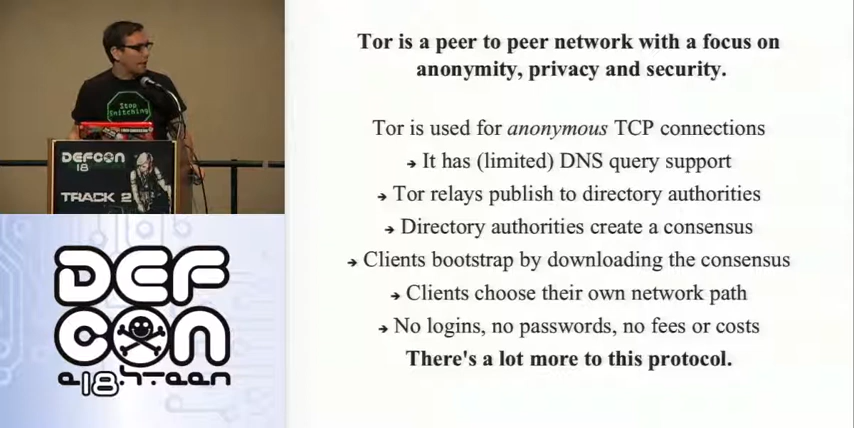 Stop
Snitching
DEFCON
18
TRACK 2
DEF
CON
e18hteen
Tor is a peer to peer network with a focus on
anonymity, privacy and security.
Tor is used for anonymous TCP connections
➔ It has (limited) DNS query support
➔ Tor relays publish to directory authorities
➔ Directory authorities create a consensus
➔ Clients bootstrap by downloading the consensus
➔ Clients choose their own network path
➔ No logins, no passwords, no fees or costs
There's a lot more to this protocol.